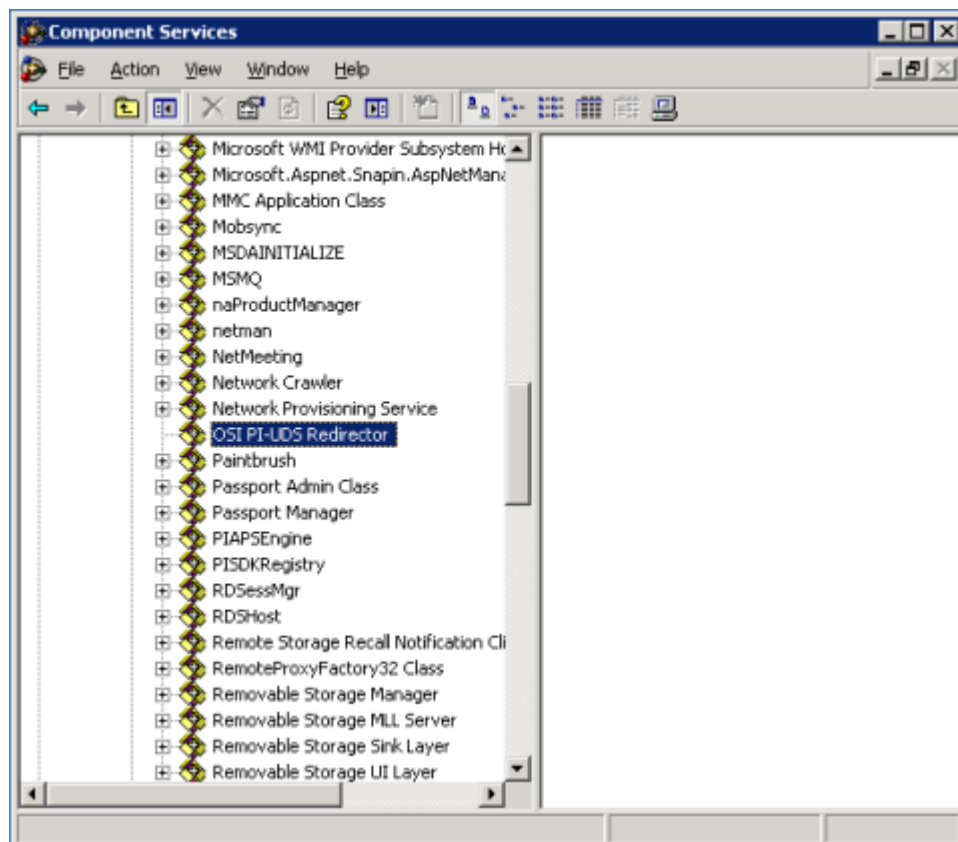 Component Services
File Action View Window Help
Microsoft WMI Provider Subsystem Ho
Microsoft.Aspnet.Snapin.AspNetMana
MMC Application Class
Mobsync
MSDAINITIALIZE
MSMQ
naProductManager
netman
NetMeeting
Network Crawler
Network Provisioning Service
OSI PI-UDS Redirector
Paintbrush
Passport Admin Class
Passport Manager
PIAPSEngine
PISDKRegistry
RDSessMgr
RDSHost
Remote Storage Recall Notification Cli
RemoteProxyFactory32 Class
Removable Storage Manager
Removable Storage MLL Server
Removable Storage Sink Layer
Removable Storage UI Layer